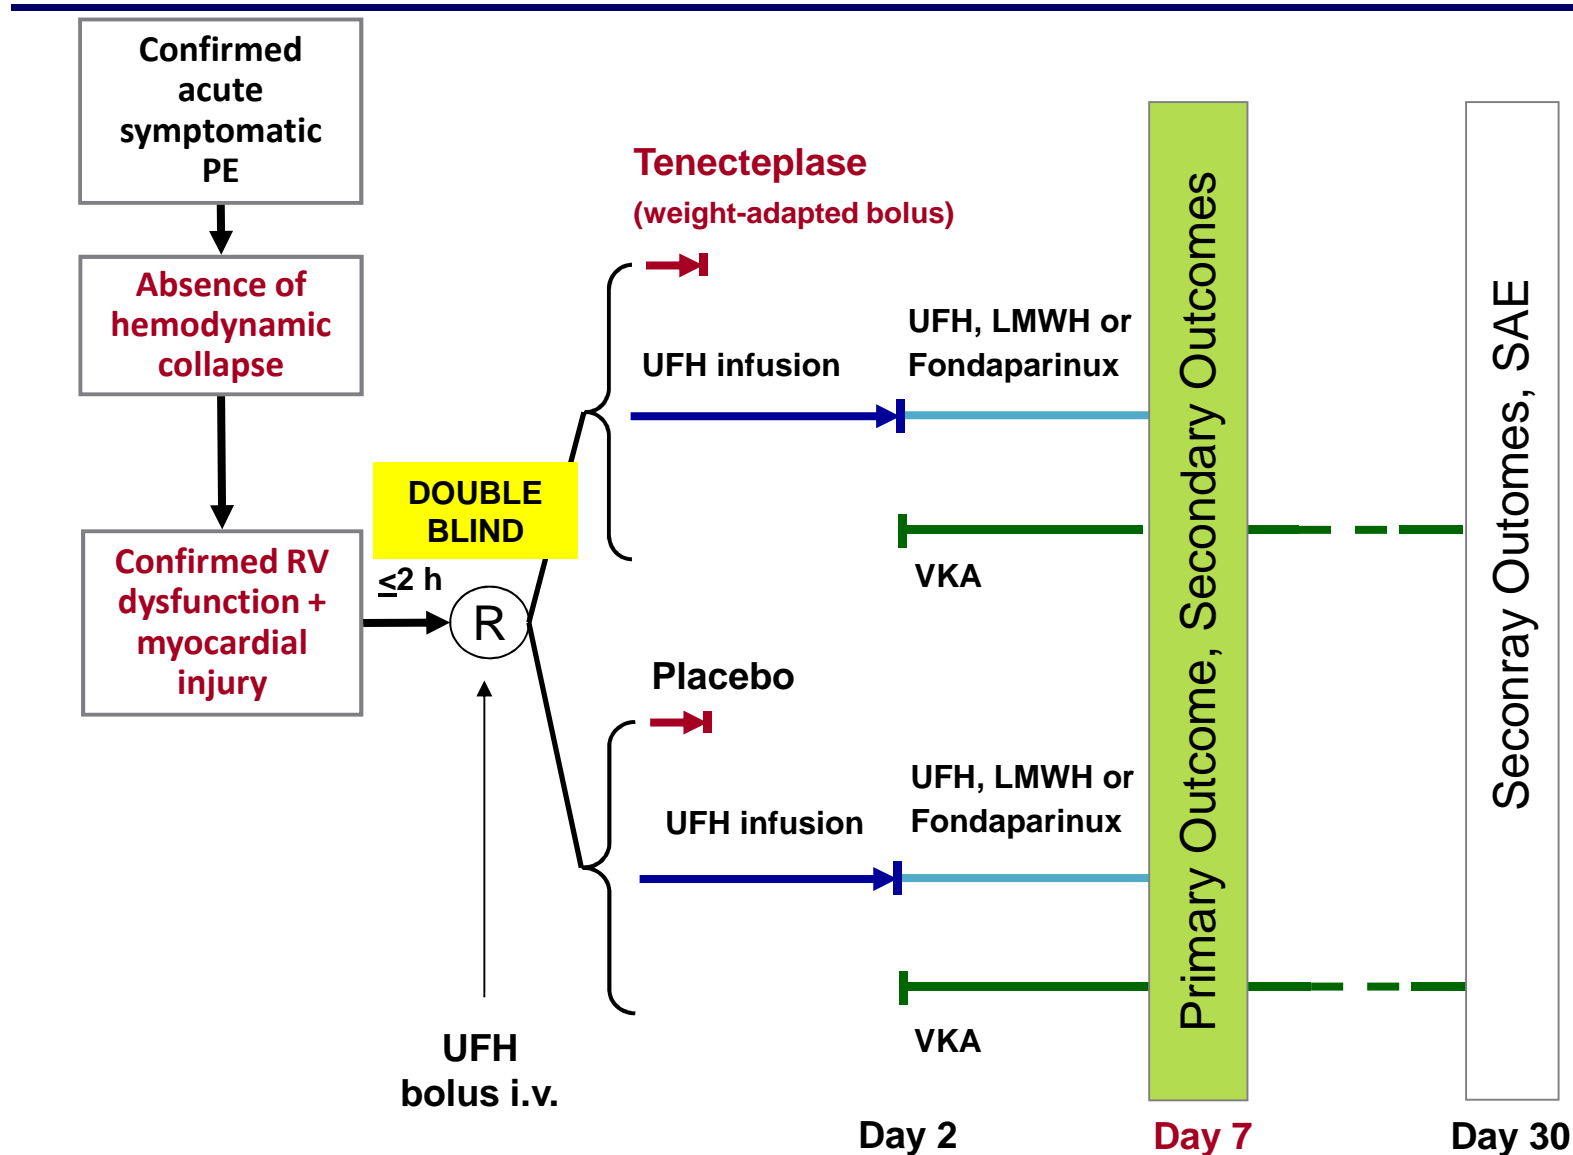 Confirmed
acute
symptomatic
PE
Absence of
hemodynamic
collapse
Confirmed RV
dysfunction +
myocardial
injury
≤2 h
DOUBLE
BLIND
R
UFH
bolus i.v.
Tenecteplase
(weight-adapted bolus)
UFH infusion
UFH, LMWH or
Fondaparinux
VKA
Placebo
UFH infusion
UFH, LMWH or
Fondaparinux
VKA
Primary Outcome, Secondary Outcomes
Seconray Outomes, SAE
Day 2
Day 7
Day 30